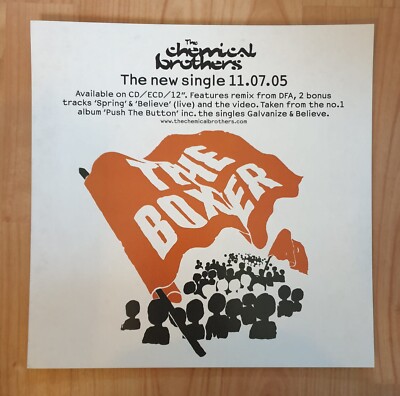 The
chemical
brothers
The new single 11.07.05
Available on CD/ECD/12". Features remix from DFA, 2 bonus
tracks 'Spring' & 'Believe' (live) and the video. Taken from the no.1
album 'Push The Button' inc. the singles Galvanize & Believe.
www.thechemicalbrothers.com
THE
BOXER